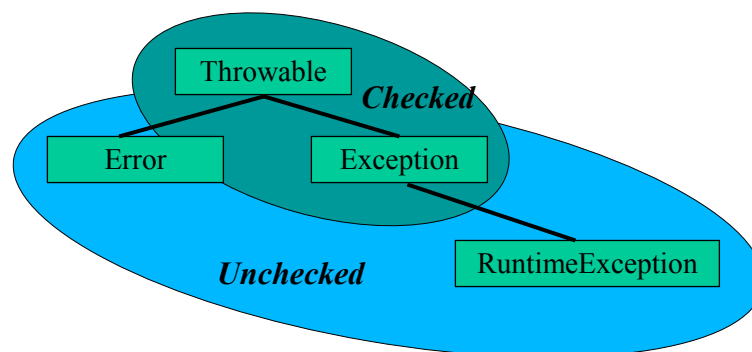 Throwable
Checked
Error
Exception
Unchecked
RuntimeException